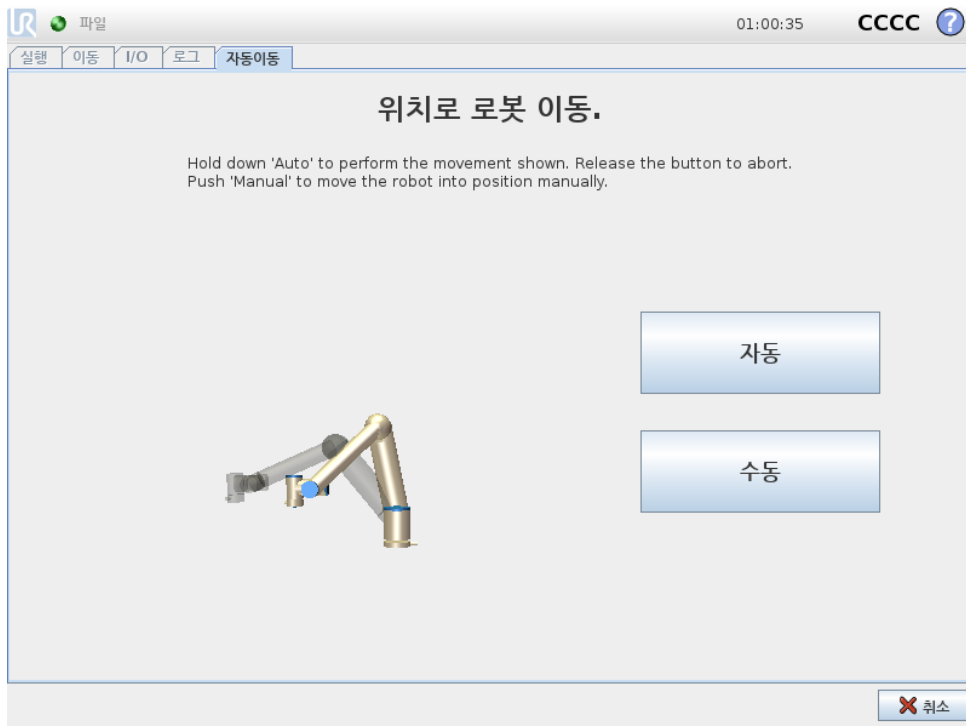 UR
파일
01:00:35
CCCC
?
실행
이동
I/O
로그
자동이동
위치로 로봇 이동.
Hold down 'Auto' to perform the movement shown. Release the button to abort.
Push 'Manual' to move the robot into position manually.
자동
수동
취소